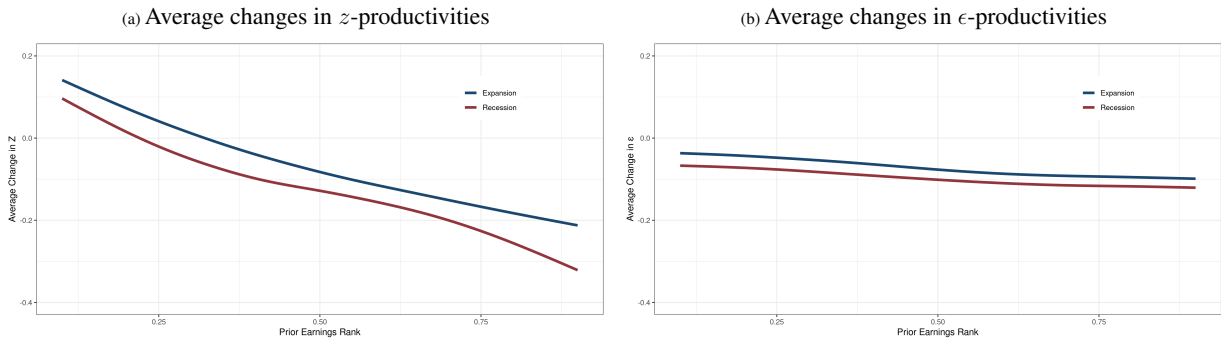 (a) Average changes in z-productivities
0.2
0.0
-0.2
-0.4
Average Change in Z
Expansion
Recession
0.25
0.50
0.75
Prior Earnings Rank
(b) Average changes in ϵ-productivities
0.2
0.0
-0.2
-0.4
Average Change in ε
Expansion
Recession
0.25
0.50
0.75
Prior Earnings Rank